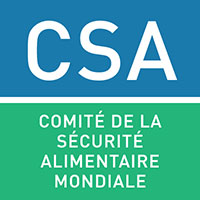 CSA
COMITÉ DE LA
SÉCURITÉ
ALIMENTAIRE
MONDIALE